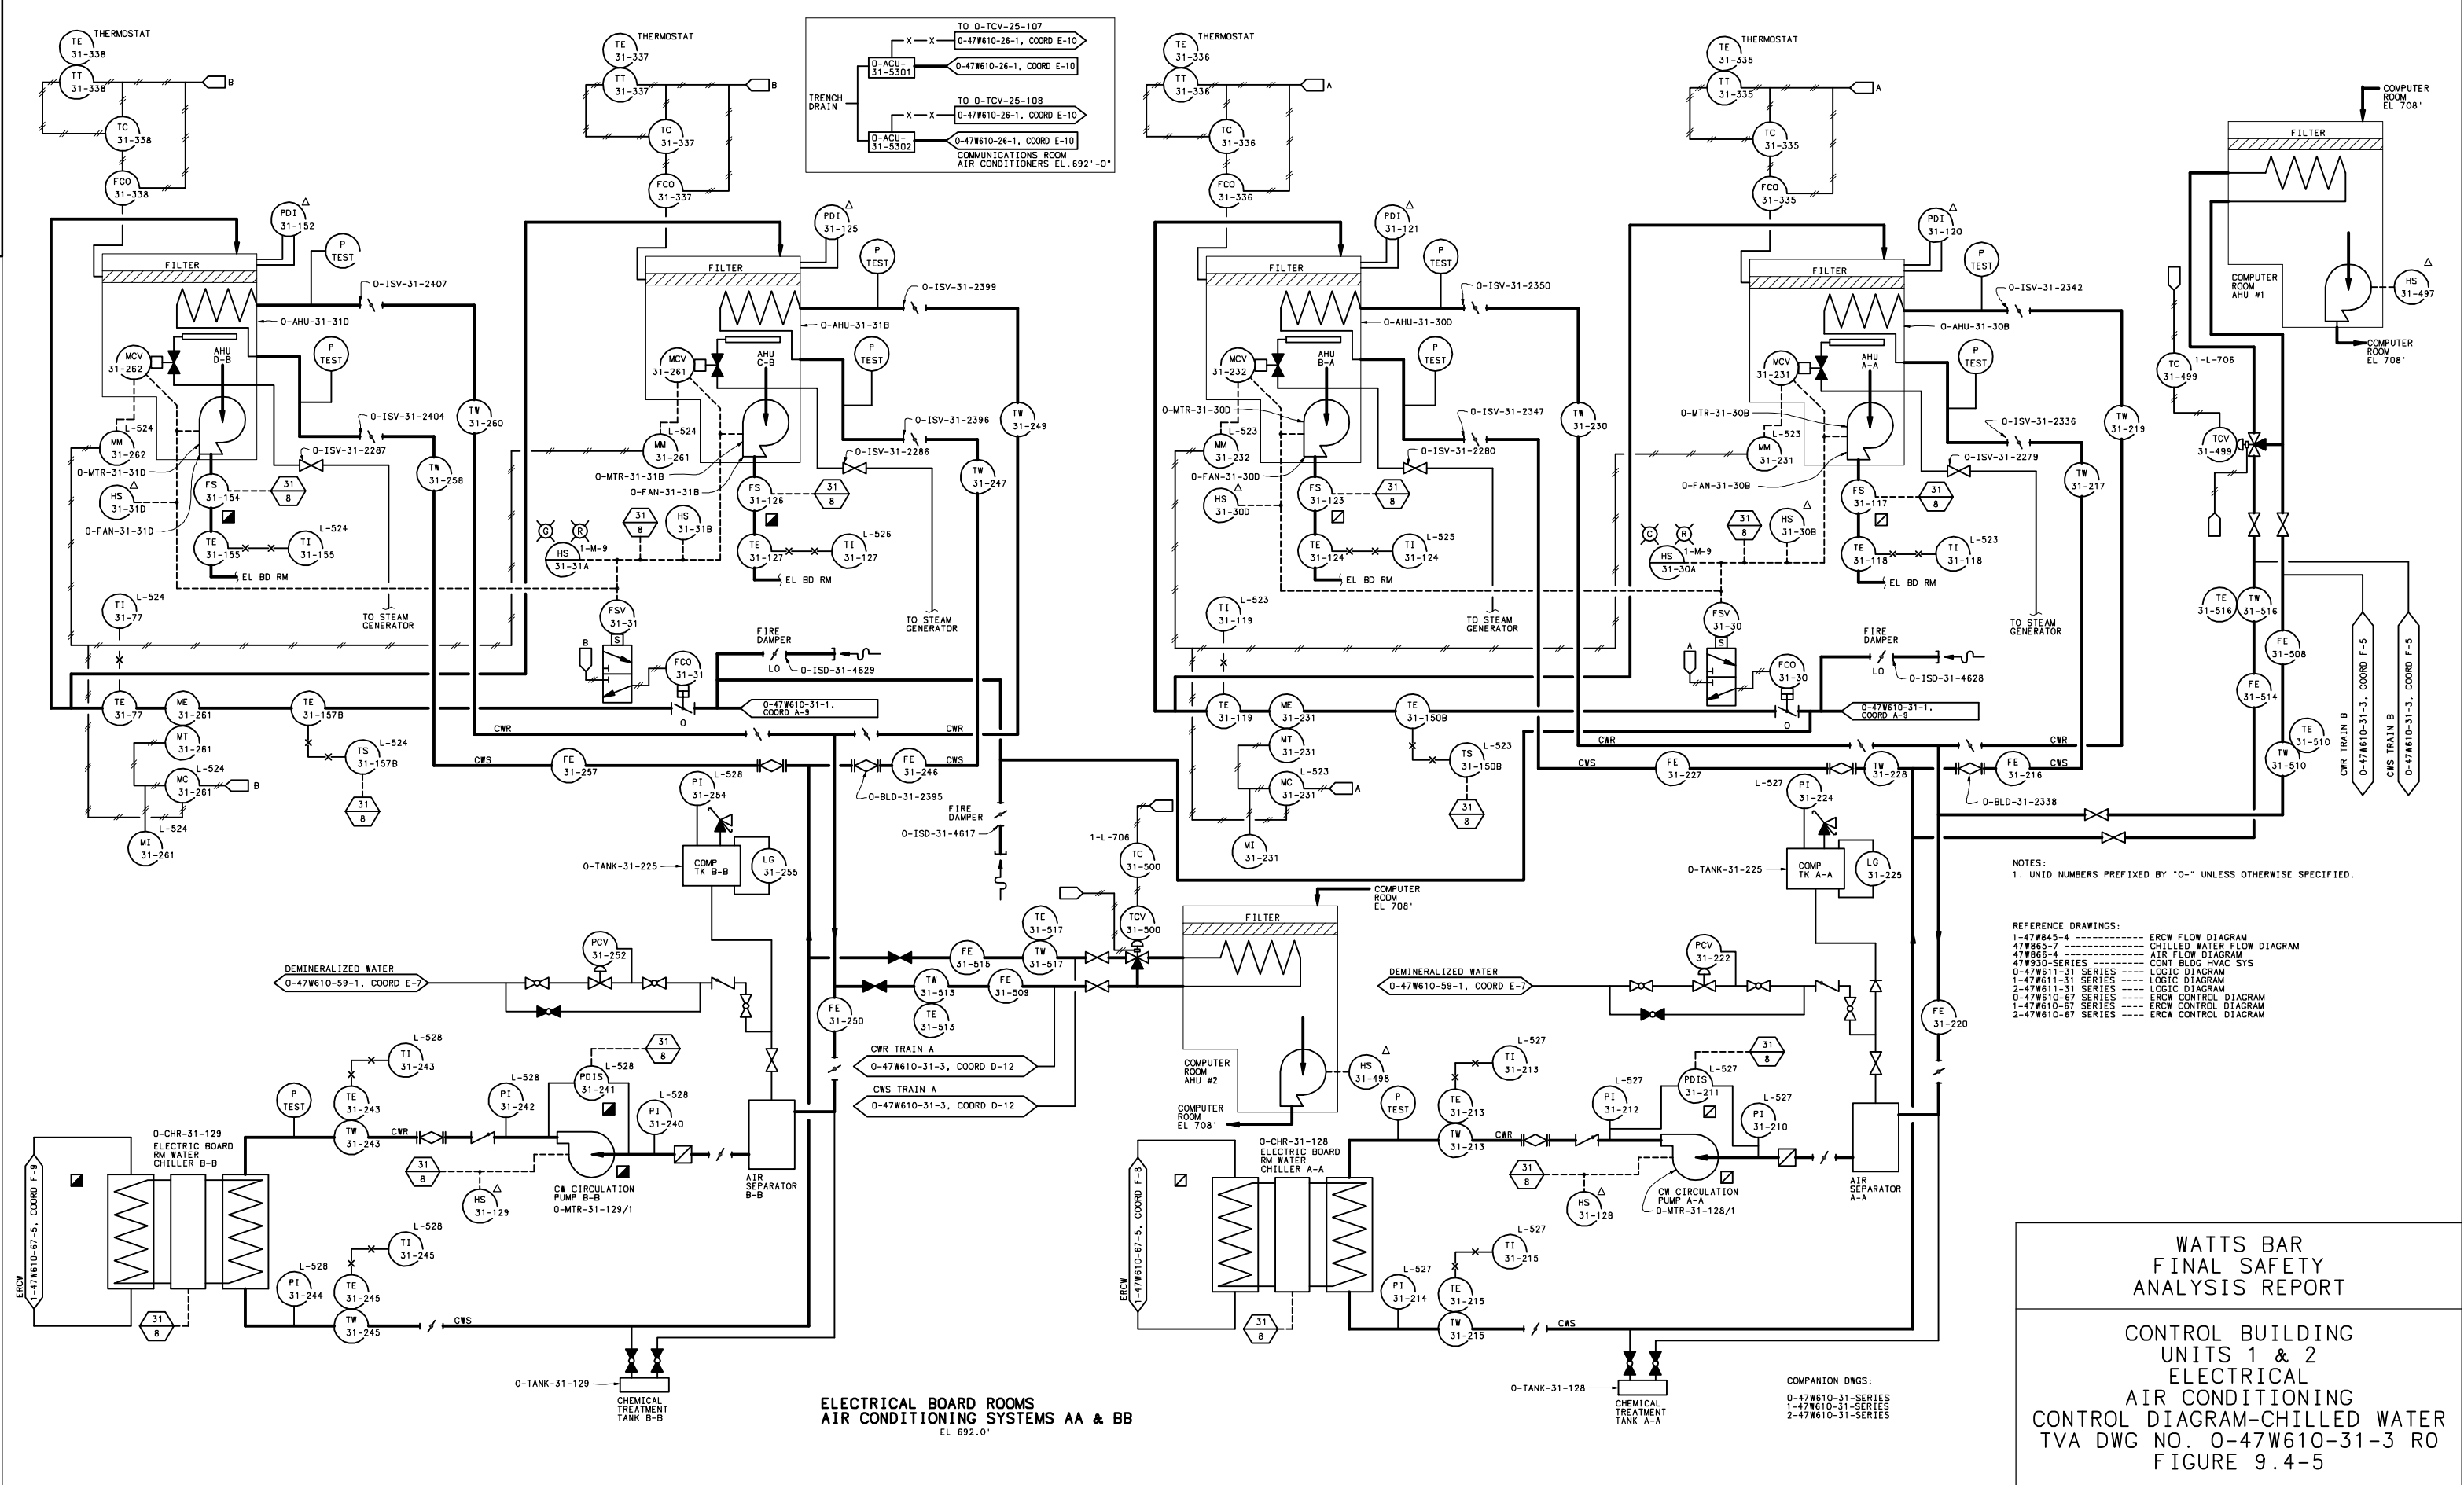 TE
31-338
THERMOSTAT
TT
31-338
B
TC
31-338
FCO
31-338
PDI
31-152
P
TEST
FILTER
0-ISV-31-2407
0-AHU-31-31D
MCV
31-262
AHU
D-B
P
TEST
0-ISV-31-2404
L-524
MM
31-262
0-MTR-31-31D
0-ISV-31-2287
HS
31-31D
FS
31-154
31
8
0-FAN-31-31D
TE
31-155
L-524
TI
31-155
EL BD RM
TW
31-260
TW
31-258
TO STEAM
GENERATOR
TI
31-77
L-524
TE
31-77
ME
31-261
TE
31-157B
MT
31-261
TS
31-157B
L-524
MC
31-261
L-524
B
MI
31-261
L-524
31
8
TE
31-337
THERMOSTAT
TT
31-337
B
TC
31-337
FCO
31-337
PDI
31-125
P
TEST
FILTER
0-ISV-31-2399
0-AHU-31-31B
MCV
31-261
AHU
C-B
P
TEST
0-ISV-31-2396
L-524
MM
31-261
0-MTR-31-31B
0-ISV-31-2286
0-FAN-31-31B
FS
31-126
31
8
G
R
HS
31-31A
1-M-9
31
8
HS
31-31B
TE
31-127
L-526
TI
31-127
EL BD RM
TW
31-249
TW
31-247
TO STEAM
GENERATOR
FSV
31-31
S
B
FCO
31-31
O
FIRE
DAMPER
LO
0-ISD-31-4629
0-47W610-31-1,
COORD A-9
CWR
CWR
CWS
FE
31-257
FE
31-246
CWS
0-BLD-31-2395
FIRE
DAMPER
0-ISD-31-4617
TO 0-TCV-25-107
0-47W610-26-1, COORD E-10
0-ACU-
31-5301
0-47W610-26-1, COORD E-10
TRENCH
DRAIN
TO 0-TCV-25-108
0-47W610-26-1, COORD E-10
0-ACU-
31-5302
0-47W610-26-1, COORD E-10
COMMUNICATIONS ROOM
AIR CONDITIONERS EL.692'-0"
TE
31-336
THERMOSTAT
TT
31-336
A
TC
31-336
FCO
31-336
PDI
31-121
P
TEST
FILTER
0-ISV-31-2350
0-AHU-31-30D
MCV
31-232
AHU
B-A
P
TEST
0-MTR-31-30D
0-ISV-31-2347
L-523
MM
31-232
0-ISV-31-2280
0-FAN-31-30D
HS
31-30D
FS
31-123
31
8
TE
31-124
L-525
TI
31-124
EL BD RM
TW
31-230
TO STEAM
GENERATOR
TI
31-119
L-523
TE
31-119
ME
31-231
TE
31-150B
MT
31-231
TS
31-150B
L-523
MC
31-231
L-523
A
MI
31-231
31
8
TE
31-335
THERMOSTAT
TT
31-335
A
TC
31-335
FCO
31-335
PDI
31-120
P
TEST
FILTER
0-ISV-31-2342
0-AHU-31-30B
MCV
31-231
AHU
A-A
P
TEST
0-MTR-31-30B
0-ISV-31-2336
L-523
MM
31-231
0-ISV-31-2279
0-FAN-31-30B
FS
31-117
31
8
G
R
HS
31-30A
1-M-9
31
8
HS
31-30B
TE
31-118
L-523
TI
31-118
EL BD RM
TW
31-219
TW
31-217
TO STEAM
GENERATOR
FSV
31-30
S
A
FCO
31-30
O
FIRE
DAMPER
LO
0-ISD-31-4628
0-47W610-31-1,
COORD A-9
CWR
CWR
CWS
FE
31-227
TW
31-228
FE
31-216
CWS
0-BLD-31-2338
COMPUTER
ROOM
EL 708'
FILTER
COMPUTER
ROOM
AHU #1
HS
31-497
COMPUTER
ROOM
EL 708'
TC
31-499
1-L-706
TCV
31-499
TE
31-516
TW
31-516
FE
31-508
FE
31-514
TE
31-510
TW
31-510
CWR TRAIN B
0-47W610-31-3, COORD F-5
CWS TRAIN B
0-47W610-31-3, COORD F-5
NOTES:
1. UNID NUMBERS PREFIXED BY "0-" UNLESS OTHERWISE SPECIFIED.
REFERENCE DRAWINGS:
1-47W845-4 ----------- ERCW FLOW DIAGRAM
47W865-7 ------------- CHILLED WATER FLOW DIAGRAM
47W866-4 ------------- AIR FLOW DIAGRAM
47W930-SERIES -------- CONT BLDG HVAC SYS
0-47W611-31 SERIES ---- LOGIC DIAGRAM
1-47W611-31 SERIES ---- LOGIC DIAGRAM
2-47W611-31 SERIES ---- LOGIC DIAGRAM
0-47W610-67 SERIES ---- ERCW CONTROL DIAGRAM
1-47W610-67 SERIES ---- ERCW CONTROL DIAGRAM
2-47W610-67 SERIES ---- ERCW CONTROL DIAGRAM
L-528
PI
31-254
0-TANK-31-225
COMP
TK B-B
LG
31-255
PCV
31-252
DEMINERALIZED WATER
0-47W610-59-1, COORD E-7
FE
31-250
L-528
TI
31-243
P
TEST
TE
31-243
TW
31-243
CWR
L-528
PI
31-242
31
8
L-528
PDIS
31-241
L-528
PI
31-240
31
8
HS
31-129
CW CIRCULATION
PUMP B-B
0-MTR-31-129/1
AIR
SEPARATOR
B-B
0-CHR-31-129
ELECTRIC BOARD
RM WATER
CHILLER B-B
ERCW
1-47W610-67-5, COORD F-9
31
8
L-528
PI
31-244
L-528
TI
31-245
TE
31-245
TW
31-245
CWS
0-TANK-31-129
CHEMICAL
TREATMENT
TANK B-B
1-L-706
TC
31-500
TCV
31-500
COMPUTER
ROOM
EL 708'
FILTER
FE
31-515
TE
31-517
TW
31-517
TW
31-513
TE
31-513
FE
31-509
CWR TRAIN A
0-47W610-31-3, COORD D-12
CWS TRAIN A
0-47W610-31-3, COORD D-12
COMPUTER
ROOM
AHU #2
HS
31-498
COMPUTER
ROOM
EL 708'
L-527
PI
31-224
0-TANK-31-225
COMP
TK A-A
LG
31-225
PCV
31-222
DEMINERALIZED WATER
0-47W610-59-1, COORD E-7
FE
31-220
L-527
TI
31-213
P
TEST
TE
31-213
TW
31-213
CWR
L-527
PI
31-212
31
8
L-527
PDIS
31-211
L-527
PI
31-210
31
8
HS
31-128
CW CIRCULATION
PUMP A-A
0-MTR-31-128/1
AIR
SEPARATOR
A-A
0-CHR-31-128
ELECTRIC BOARD
RM WATER
CHILLER A-A
ERCW
1-47W610-67-5, COORD F-8
31
8
L-527
PI
31-214
L-527
TI
31-215
TE
31-215
TW
31-215
CWS
0-TANK-31-128
CHEMICAL
TREATMENT
TANK A-A
ELECTRICAL BOARD ROOMS
AIR CONDITIONING SYSTEMS AA & BB
EL 692.0'
COMPANION DWGS:
0-47W610-31-SERIES
1-47W610-31-SERIES
2-47W610-31-SERIES
WATTS BAR
FINAL SAFETY
ANALYSIS REPORT
CONTROL BUILDING
UNITS 1 & 2
ELECTRICAL
AIR CONDITIONING
CONTROL DIAGRAM-CHILLED WATER
TVA DWG NO. 0-47W610-31-3 R0
FIGURE 9.4-5